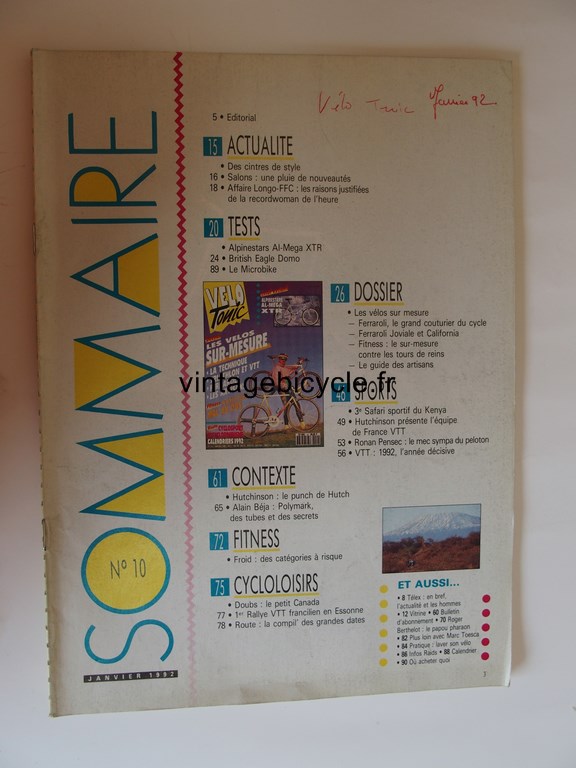 SOMMAIRE
N° 10
JANVIER 1992
Vélo Tonic Janvier 92
5 • Editorial
15 ACTUALITE
• Des cintres de style
16 • Salons : une pluie de nouveautés
18 • Affaire Longo-FFC : les raisons justifiées
de la recordwoman de l'heure
20 TESTS
• Alpinestars Al-Mega XTR
24 • British Eagle Domo
89 • Le Microbike
VELO
Tonic
ALPINESTARS
AL-MEGA
XTR
LES VELOS
SUR-MESURE
• LA TECHNIQUE
CALENDRIERS 1992
26 DOSSIER
• Les vélos sur mesure
– Ferraroli, le grand couturier du cycle
– Ferraroli Joviale et California
– Fitness : le sur-mesure
contre les tours de reins
– Le guide des artisans
vintagebicycle.fr
46 SPORTS
• 3e Safari sportif du Kenya
49 • Hutchinson présente l'équipe
de France VTT
53 • Ronan Pensec : le mec sympa du peloton
56 • VTT : 1992, l'année décisive
61 CONTEXTE
• Hutchinson : le punch de Hutch
65 • Alain Béja : Polymark,
des tubes et des secrets
72 FITNESS
• Froid : des catégories à risque
75 CYCLOLOISIRS
• Doubs : le petit Canada
77 • 1er Rallye VTT francilien en Essonne
78 • Route : la compil' des grandes dates
ET AUSSI...
• 8 Télex : en bref,
l'actualité et les hommes
• 12 Vitrine • 60 Bulletin
d'abonnement • 70 Roger
Berthelot : le papou pharaon
• 82 Plus loin avec Marc Toesca
• 84 Pratique : laver son vélo
• 86 Infos Raids • 88 Calendrier
• 90 Où acheter quoi
3